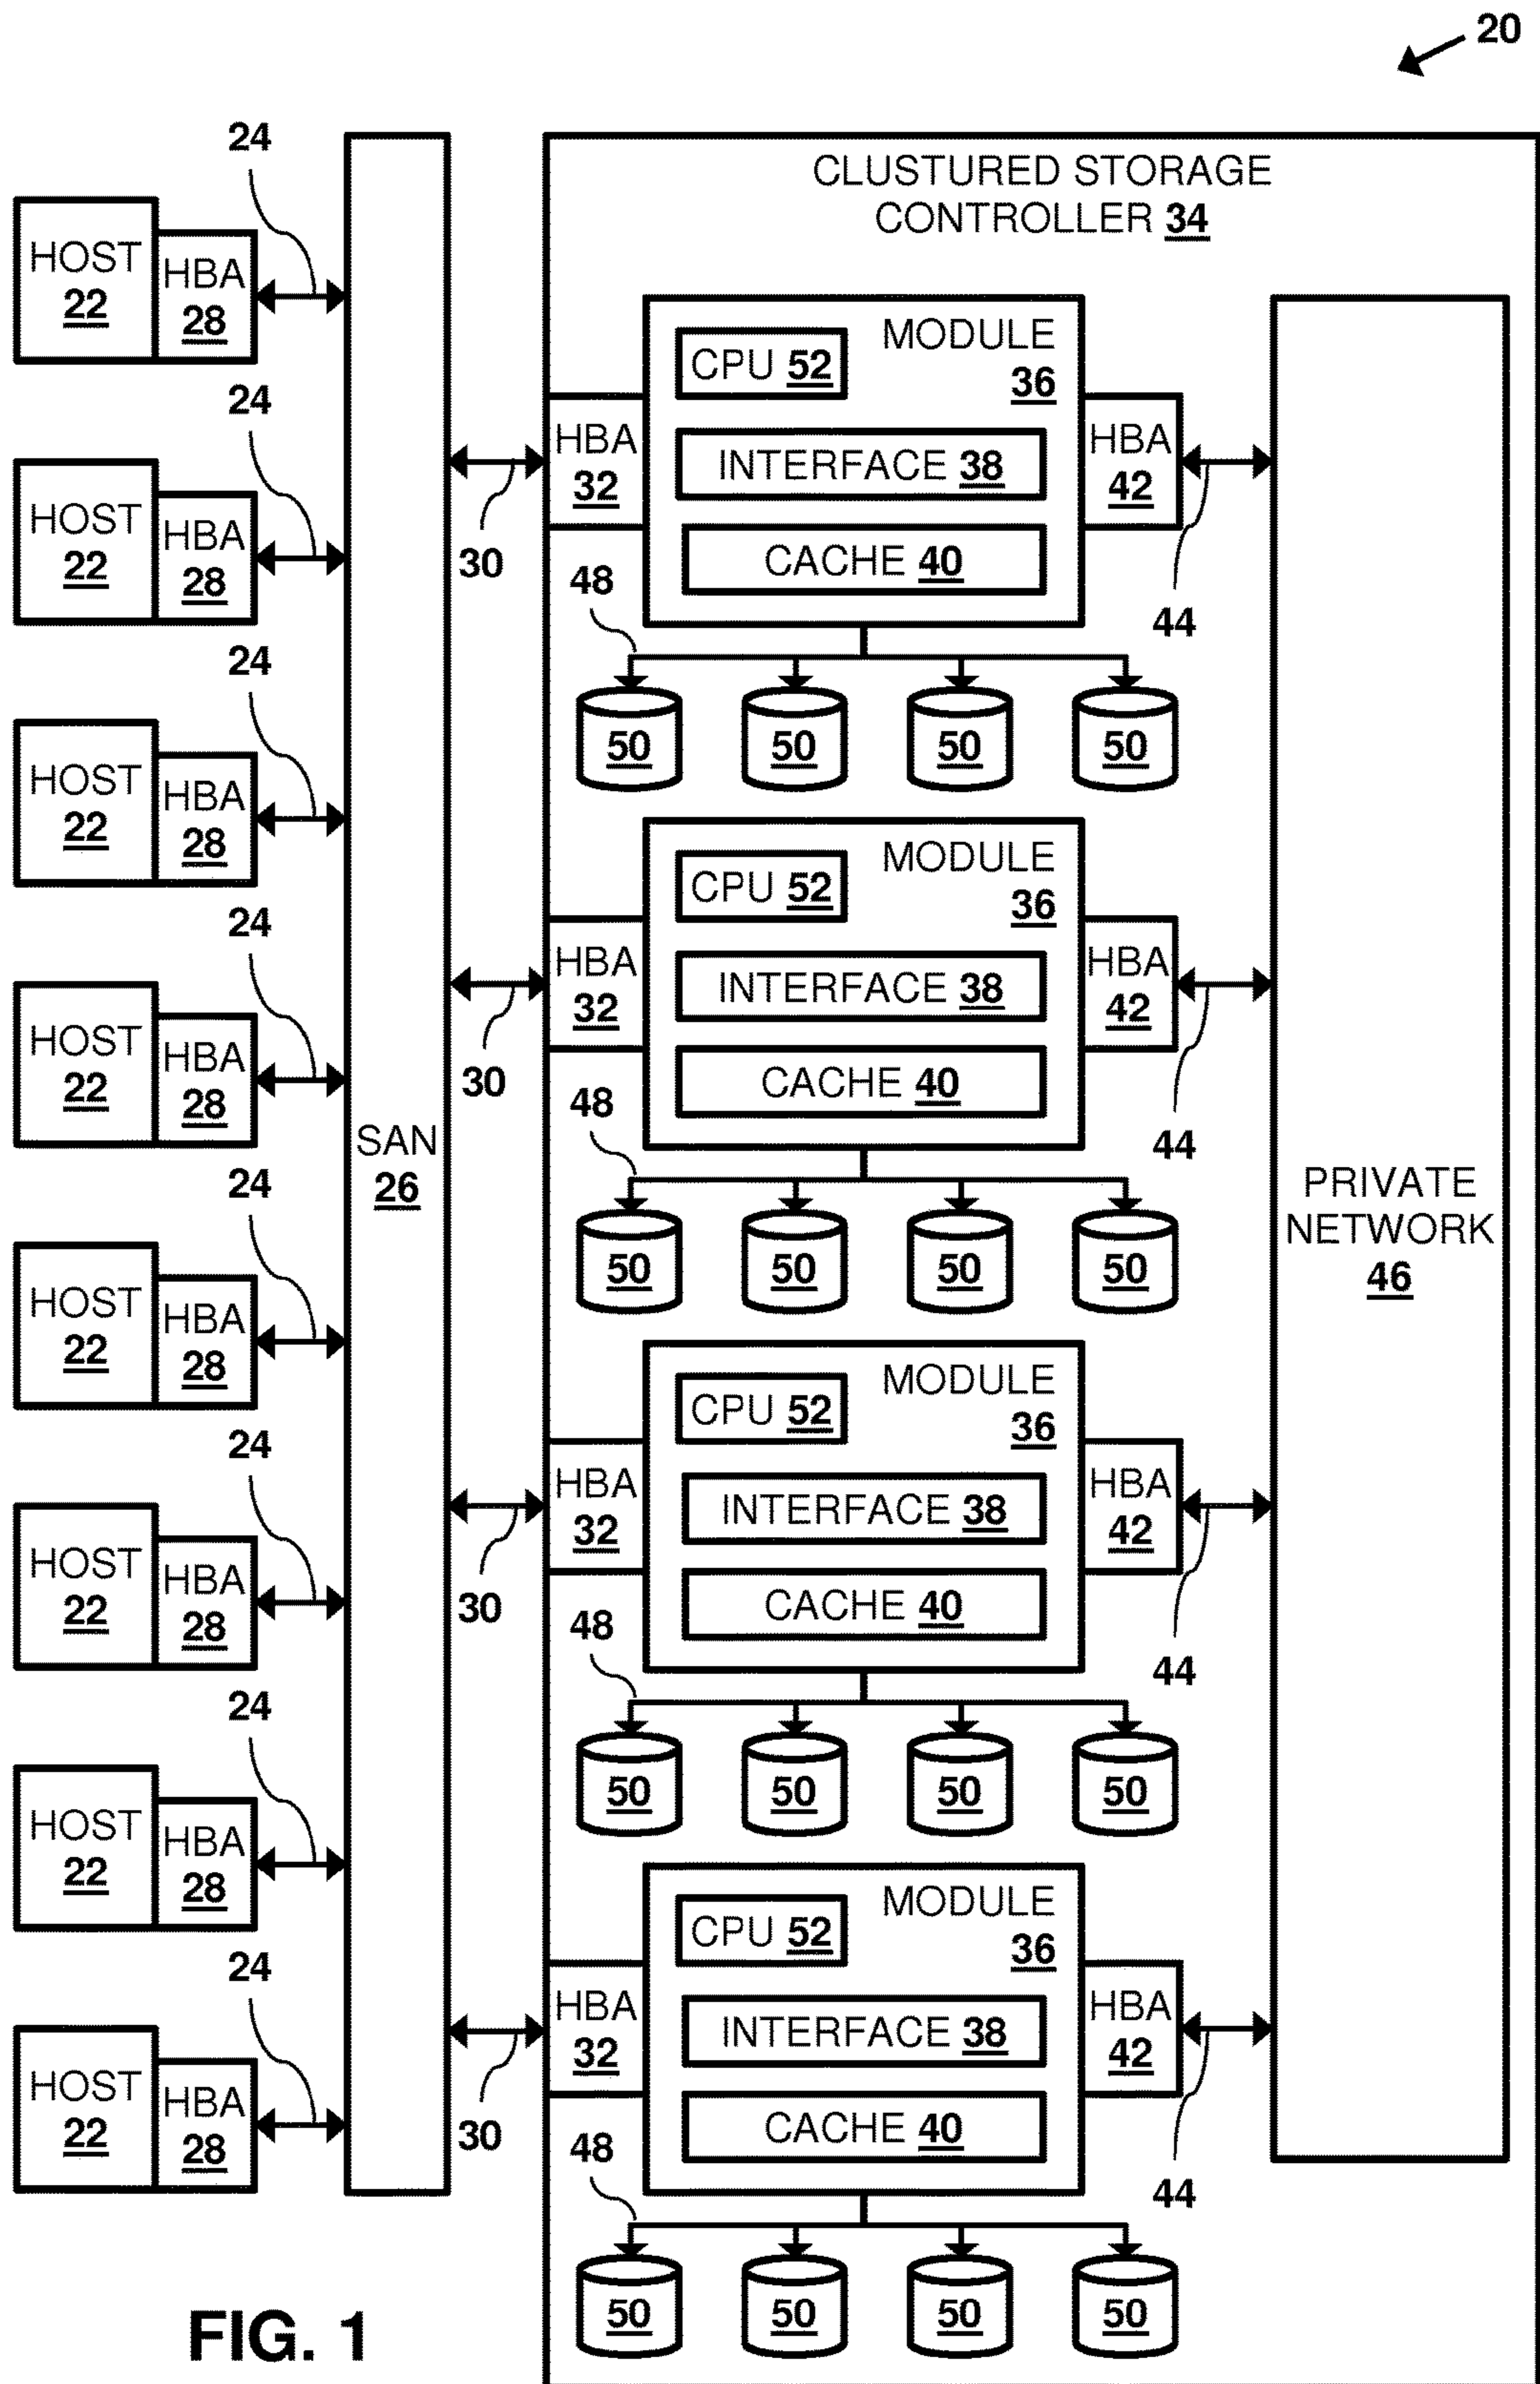 20
CLUSTURED STORAGE
CONTROLLER 34
24
HOST
22
HBA
28
24
HOST
22
HBA
28
24
HOST
22
HBA
28
24
HOST
22
HBA
28
24
HOST
22
HBA
28
24
HOST
22
HBA
28
24
HOST
22
HBA
28
24
HOST
22
HBA
28
SAN
26
30
HBA
32
CPU 52
MODULE
36
INTERFACE 38
CACHE 40
HBA
42
44
48
50 50 50 50
30
HBA
32
CPU 52
MODULE
36
INTERFACE 38
CACHE 40
HBA
42
44
48
50 50 50 50
30
HBA
32
CPU 52
MODULE
36
INTERFACE 38
CACHE 40
HBA
42
44
48
50 50 50 50
30
HBA
32
CPU 52
MODULE
36
INTERFACE 38
CACHE 40
HBA
42
44
48
50 50 50 50
PRIVATE
NETWORK
46
FIG. 1